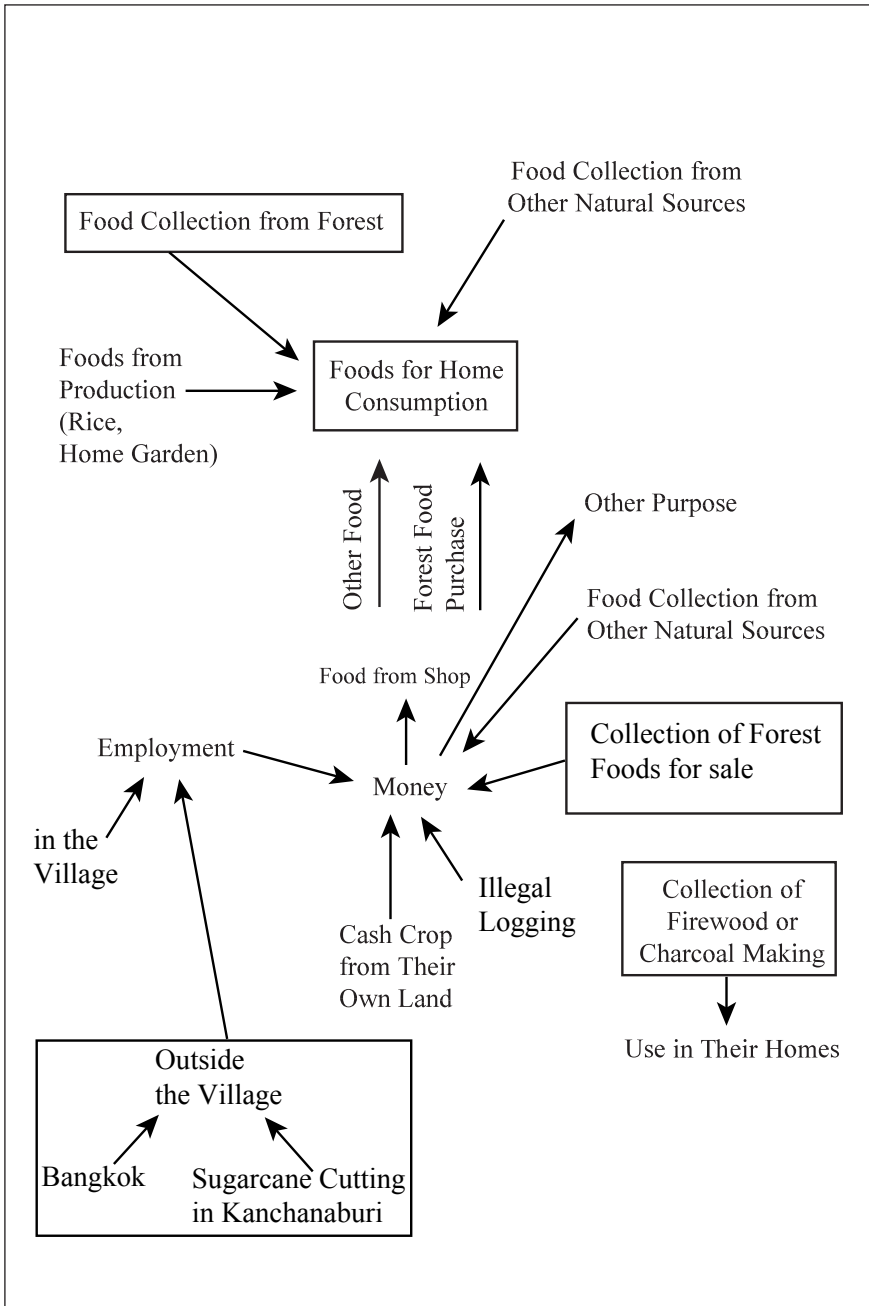 Food Collection from
Other Natural Sources
Food Collection from Forest
Foods from
Production
(Rice,
Home Garden)
Foods for Home
Consumption
Other Food
Forest Food
Purchase
Other Purpose
Food Collection from
Other Natural Sources
Food from Shop
Employment
Money
Collection of Forest
Foods for sale
in the
Village
Illegal
Logging
Cash Crop
from Their
Own Land
Collection of
Firewood or
Charcoal Making
Use in Their Homes
Outside
the Village
Bangkok
Sugarcane Cutting
in Kanchanaburi